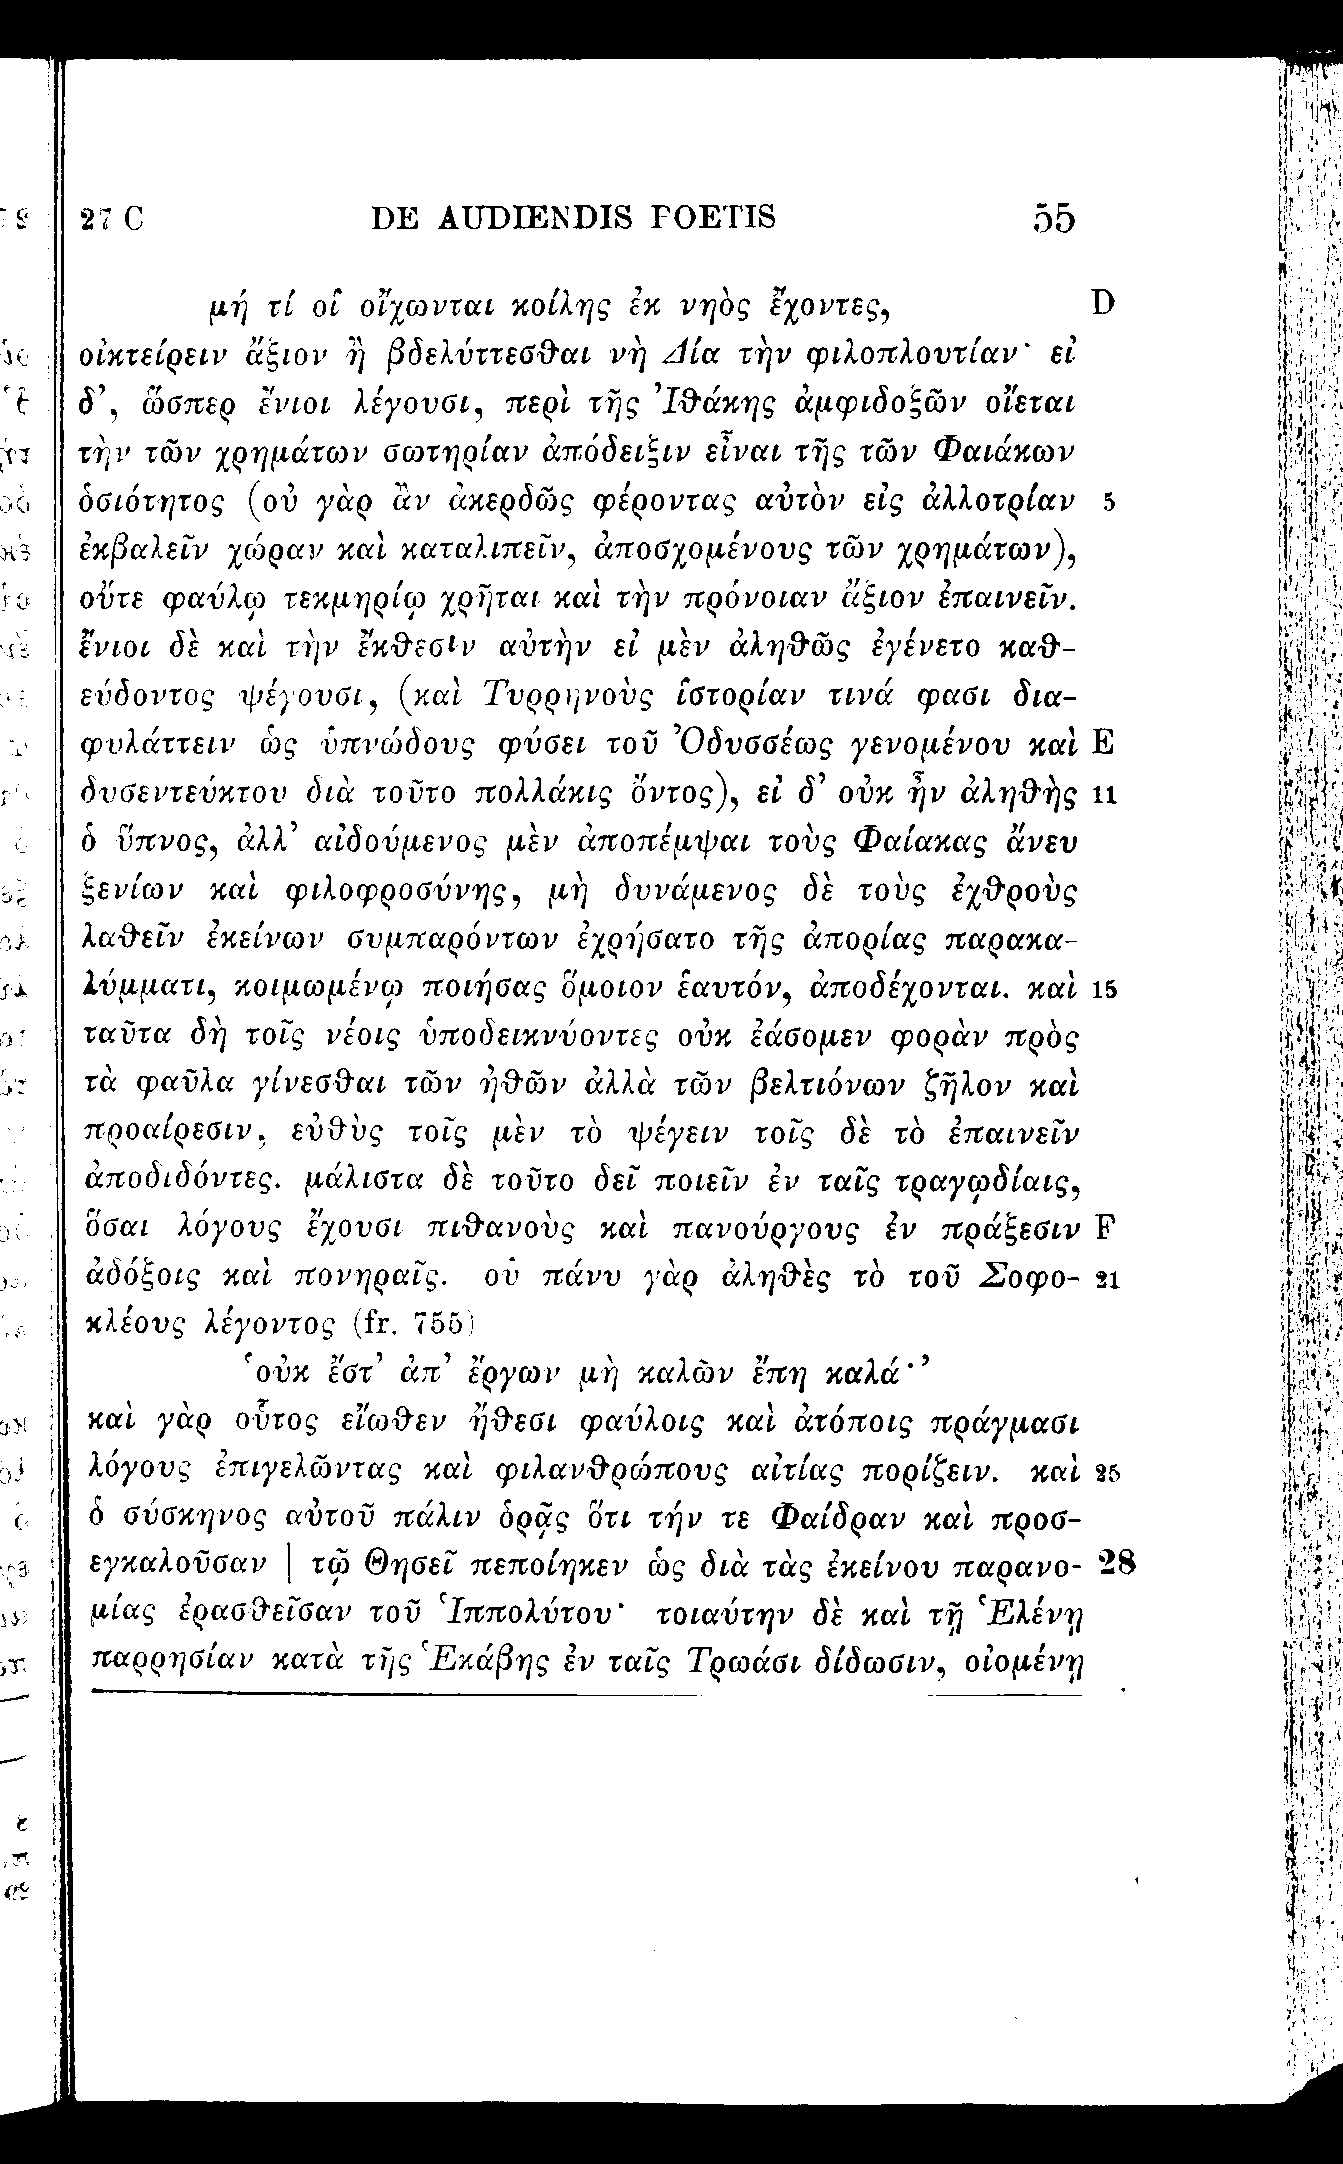 27 C DE AUDIENDIS POETIS 55
μή τί οἳ οἴχωνται κοίλης ἐκ νηὸς ἔχοντες, D
οἰκτείρειν ἄξιον ἢ βδελύττεσθαι νὴ Δία τὴν φιλοπλουτίαν· εἰ
δ’, ὥσπερ ἔνιοι λέγουσι, περὶ τῆς Ἰθάκης ἀμφιδοξῶν οἴεται
τὴν τῶν χρημάτων σωτηρίαν ἀπόδειξιν εἶναι τῆς τῶν Φαιάκων
ὁσιότητος (οὐ γὰρ ἂν ἀκερδῶς φέροντας αὐτὸν εἰς ἀλλοτρίαν 5
ἐκβαλεῖν χώραν καὶ καταλιπεῖν, ἀποσχομένους τῶν χρημάτων),
οὔτε φαύλῳ τεκμηρίῳ χρῆται καὶ τὴν πρόνοιαν ἄξιον ἐπαινεῖν.
ἔνιοι δὲ καὶ τὴν ἔκθεσιν αὐτὴν εἰ μὲν ἀληθῶς ἐγένετο καθ-
εύδοντος ψέγουσι, (καὶ Τυρρηνοὺς ἱστορίαν τινά φασι δια-
φυλάττειν ὡς ὑπνώδους φύσει τοῦ Ὀδυσσέως γενομένου καὶ E
δυσεντεύκτου διὰ τοῦτο πολλάκις ὄντος), εἰ δ’ οὐκ ἦν ἀληθὴς 11
ὁ ὕπνος, ἀλλ’ αἰδούμενος μὲν ἀποπέμψαι τοὺς Φαίακας ἄνευ
ξενίων καὶ φιλοφροσύνης, μὴ δυνάμενος δὲ τοὺς ἐχθροὺς
λαθεῖν ἐκείνων συμπαρόντων ἐχρήσατο τῆς ἀπορίας παρακα-
λύμματι, κοιμωμένῳ ποιήσας ὅμοιον ἑαυτόν, ἀποδέχονται. καὶ 15
ταῦτα δὴ τοῖς νέοις ὑποδεικνύοντες οὐκ ἐάσομεν φορὰν πρὸς
τὰ φαῦλα γίνεσθαι τῶν ἠθῶν ἀλλὰ τῶν βελτιόνων ζῆλον καὶ
προαίρεσιν, εὐθὺς τοῖς μὲν τὸ ψέγειν τοῖς δὲ τὸ ἐπαινεῖν
ἀποδιδόντες. μάλιστα δὲ τοῦτο δεῖ ποιεῖν ἐν ταῖς τραγῳδίαις,
ὅσαι λόγους ἔχουσι πιθανοὺς καὶ πανούργους ἐν πράξεσιν F
ἀδόξοις καὶ πονηραῖς. οὐ πάνυ γὰρ ἀληθὲς τὸ τοῦ Σοφο- 21
κλέους λέγοντος (fr. 755)
‘οὐκ ἔστ’ ἀπ’ ἔργων μὴ καλῶν ἔπη καλά·’
καὶ γὰρ οὗτος εἴωθεν ἤθεσι φαύλοις καὶ ἀτόποις πράγμασι
λόγους ἐπιγελῶντας καὶ φιλανθρώπους αἰτίας πορίζειν. καὶ 25
ὁ σύσκηνος αὐτοῦ πάλιν ὁρᾷς ὅτι τήν τε Φαίδραν καὶ προσ-
εγκαλοῦσαν | τῷ Θησεῖ πεποίηκεν ὡς διὰ τὰς ἐκείνου παρανο- 28
μίας ἐρασθεῖσαν τοῦ Ἱππολύτου· τοιαύτην δὲ καὶ τῇ Ἑλένῃ
παρρησίαν κατὰ τῆς Ἑκάβης ἐν ταῖς Τρωάσι δίδωσιν, οἰομένῃ